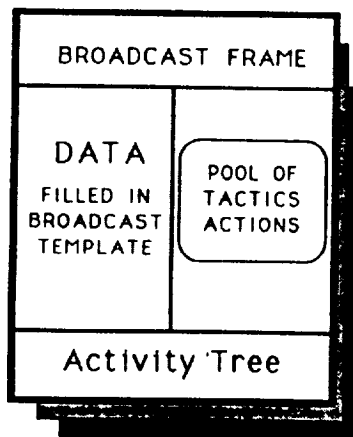 BROADCAST FRAME
DATA
FILLED IN
BROADCAST
TEMPLATE
POOL OF
TACTICS
ACTIONS
Activity Tree